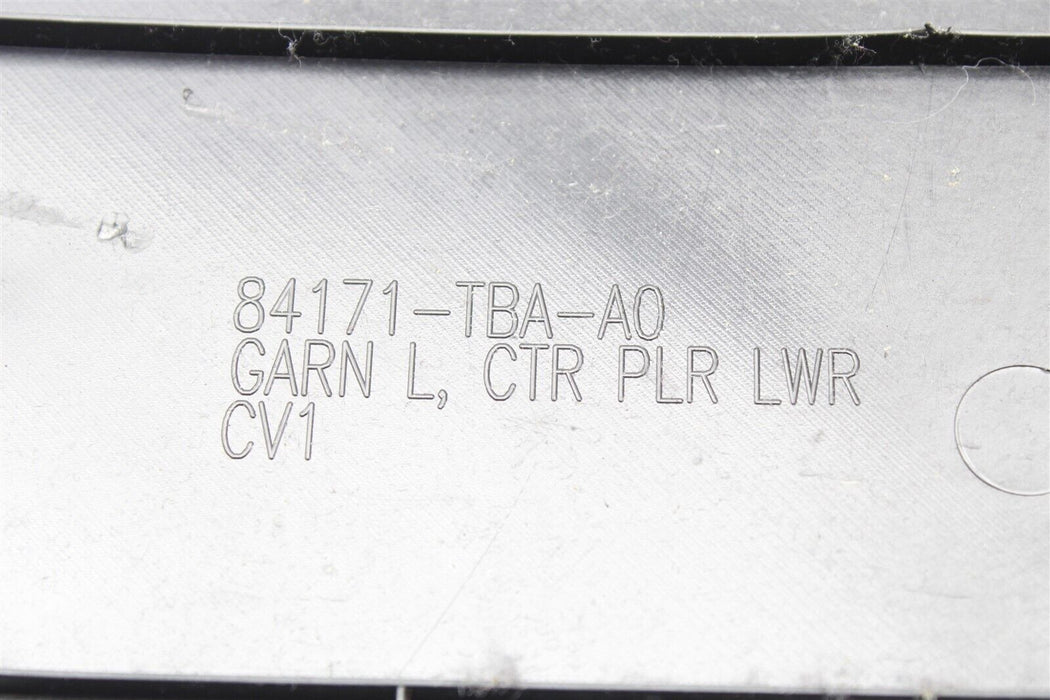 84171-TBA-A0
GARN L, CTR PLR LWR
CV1